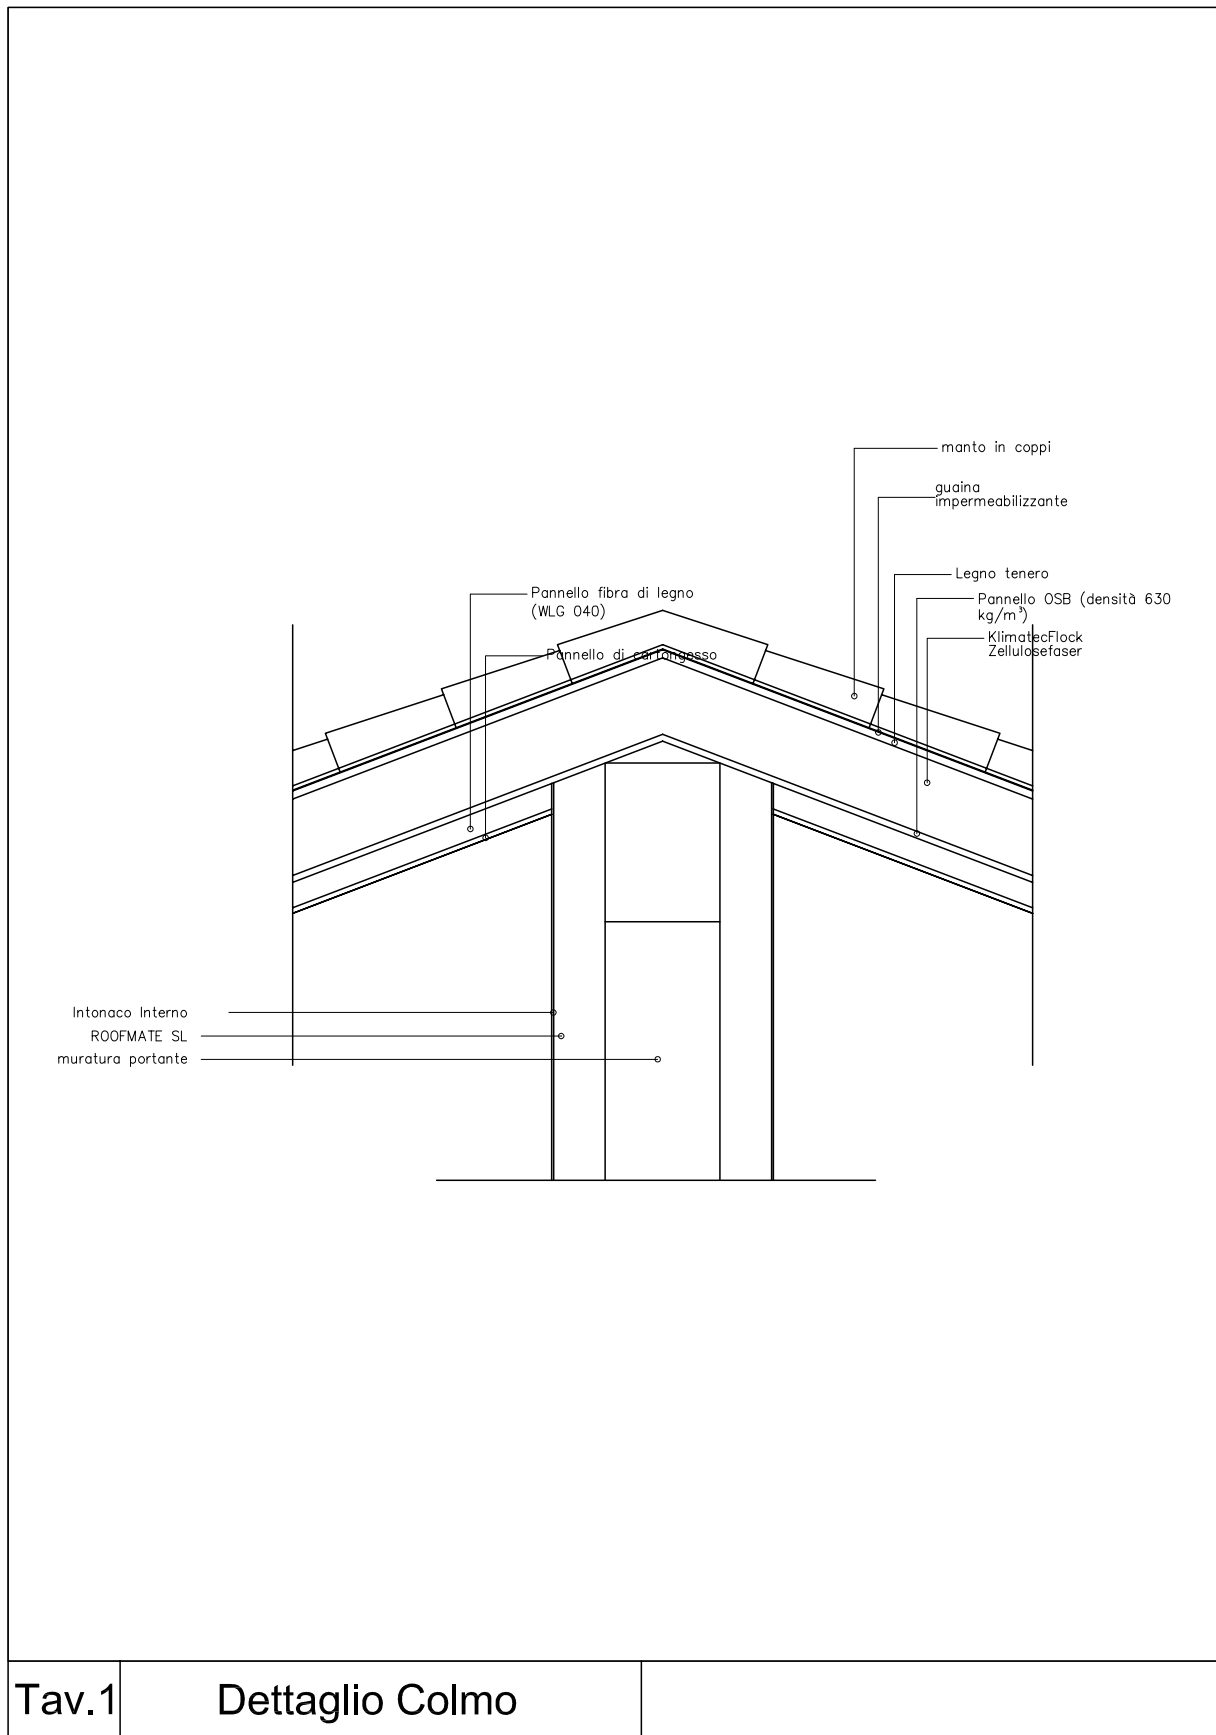 manto in coppi
guaina
impermeabilizzante
Legno tenero
Pannello fibra di legno
(WLG 040)
Pannello OSB (densità 630
kg/m³)
KlimatecFlock
Zellulosefaser
Pannello di cartongesso
Intonaco Interno
ROOFMATE SL
muratura portante
Tav.1
Dettaglio Colmo